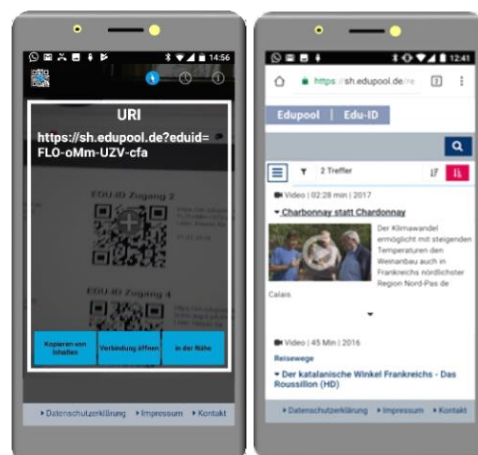 14:56
URI
https://sh.edupool.de?eduid=
FLO-oMm-UZV-cfa
EDU-ID Zugang 2
EDU-ID Zugang 4
Kopieren von
Inhalten
Verbindung öffnen
in der Nähe
Datenschutzerklärung Impressum Kontakt
12:41
https://sh.edupool.de/re
Edupool | Edu-ID
2 Treffer
Video | 02:28 min | 2017
Charbonnay statt Chardonnay
Der Klimawandel
ermöglicht mit steigenden
Temperaturen den
Weinanbau auch in
Frankreichs nördlichster
Region Nord-Pas de
Calais
Video | 45 Min | 2016
Reisewege
Der katalanische Winkel Frankreichs - Das
Roussillon (HD)
Datenschutzerklärung Impressum Kontakt